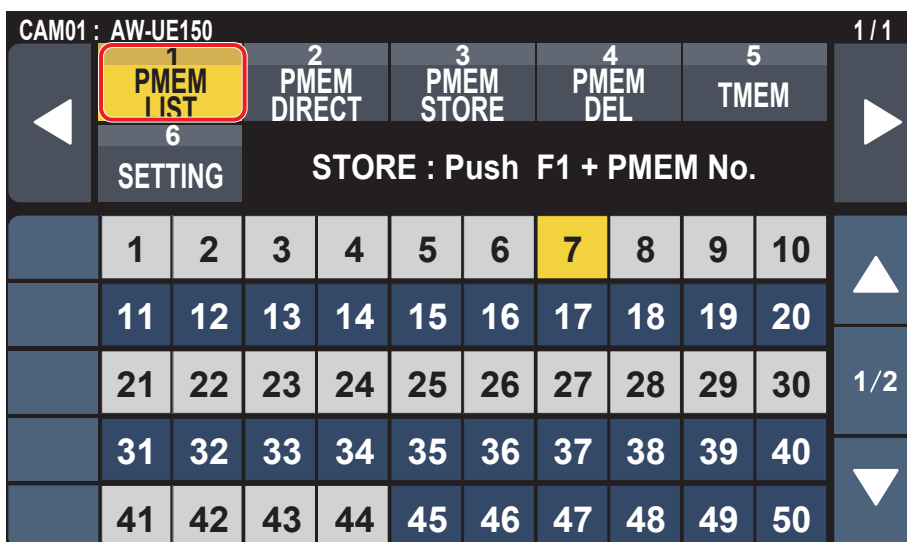 CAM01 : AW-UE150 1 / 1
1 2 3 4 5
PMEM LIST PMEM DIRECT PMEM STORE PMEM DEL TMEM
6
SETTING STORE : Push F1 + PMEM No.
1 2 3 4 5 6 7 8 9 10
11 12 13 14 15 16 17 18 19 20
21 22 23 24 25 26 27 28 29 30 1/2
31 32 33 34 35 36 37 38 39 40
41 42 43 44 45 46 47 48 49 50